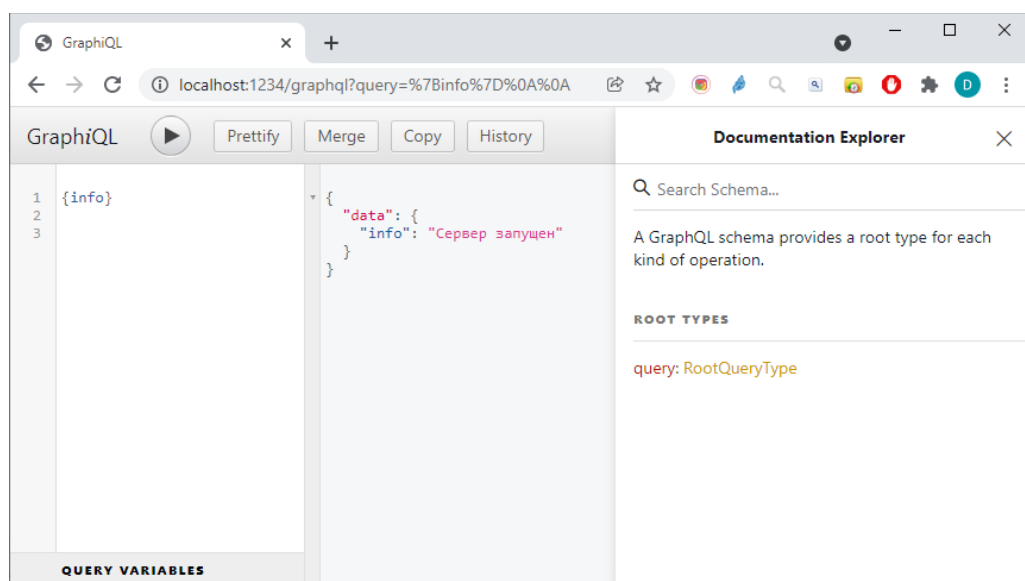 GraphiQL
localhost:1234/graphql?query=%7Binfo%7D%0A%0A
D
GraphiQL
Prettify
Merge
Copy
History
1 {info}
2
3
{
"data": {
"info": "Сервер запущен"
}
}
QUERY VARIABLES
Documentation Explorer
Search Schema...
A GraphQL schema provides a root type for each
kind of operation.
ROOT TYPES
query: RootQueryType